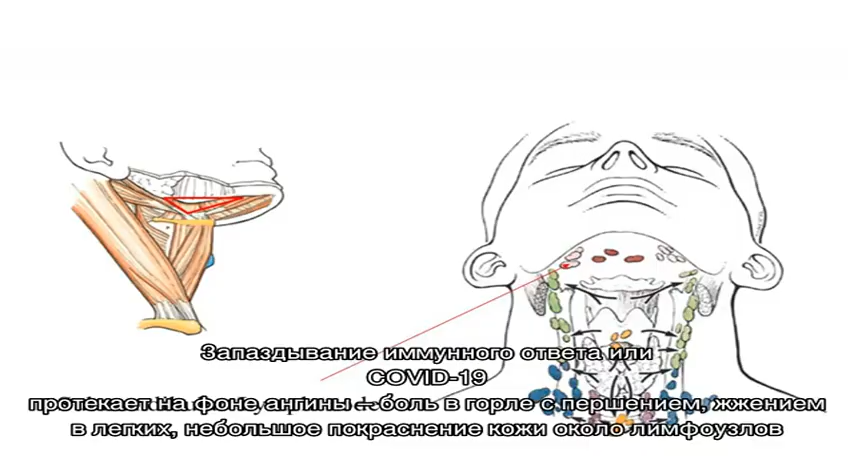 Запаздывание иммунного ответа или
COVID-19
протекает на фоне ангины – боль в горле с першением, жжением
в легких, небольшое покраснение кожи около лимфоузлов